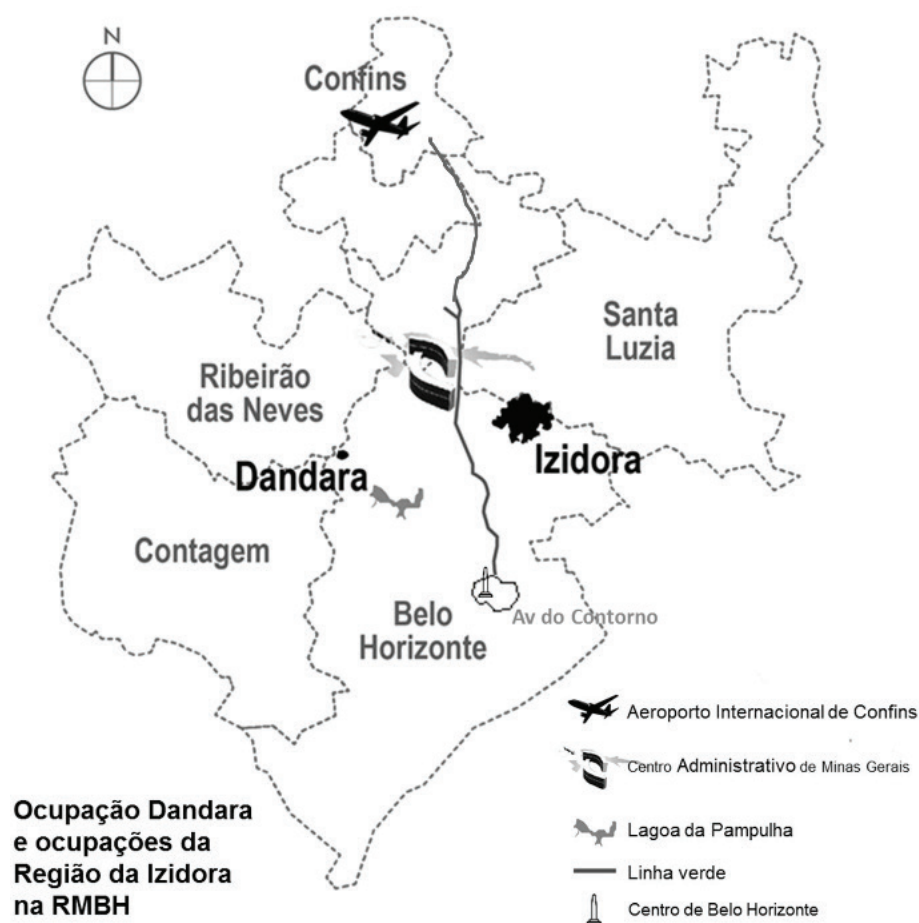 N
Confins
Santa
Luzia
Ribeirão
das Neves
Izidora
Dandara
Contagem
Av do Contorno
Belo
Horizonte
Aeroporto Internacional de Confins
Centro Administrativo de Minas Gerais
Lagoa da Pampulha
Linha verde
Centro de Belo Horizonte
Ocupação Dandara
e ocupações da
Região da Izidora
na RMBH